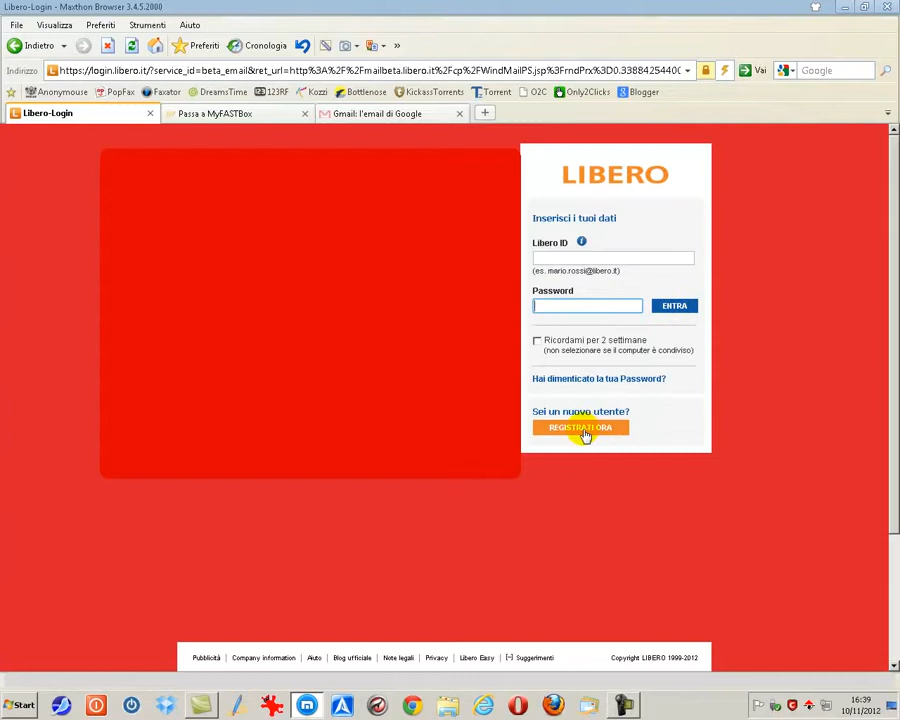 Libero-Login - Maxthon Browser 3.4.5.2000
File Visualizza Preferiti Strumenti Aiuto
Indietro Preferiti Cronologia »
Indirizzo https://login.libero.it/?service_id=beta_email&ret_url=http%3A%2F%2Fmailbeta.libero.it%2Fcp%2FWindMailPS.jsp%3FrndPrx%3D0.33884254400 Vai Google
Anonymouse PopFax Faxator DreamsTime 123RF Kozzi Bottlenose KickassTorrents Torrent O2C Only2Clicks Blogger
Libero-Login Passa a MyFASTBox Gmail: l'email di Google
LIBERO
Inserisci i tuoi dati
Libero ID
(es. mario.rossi@libero.it)
Password
ENTRA
Ricordami per 2 settimane
(non selezionare se il computer è condiviso)
Hai dimenticato la tua Password?
Sei un nuovo utente?
REGISTRATI ORA
Pubblicità Company information Aiuto Blog ufficiale Note legali Privacy Libero Easy Suggerimenti Copyright LIBERO 1999-2012
Start
16:39
10/11/2012